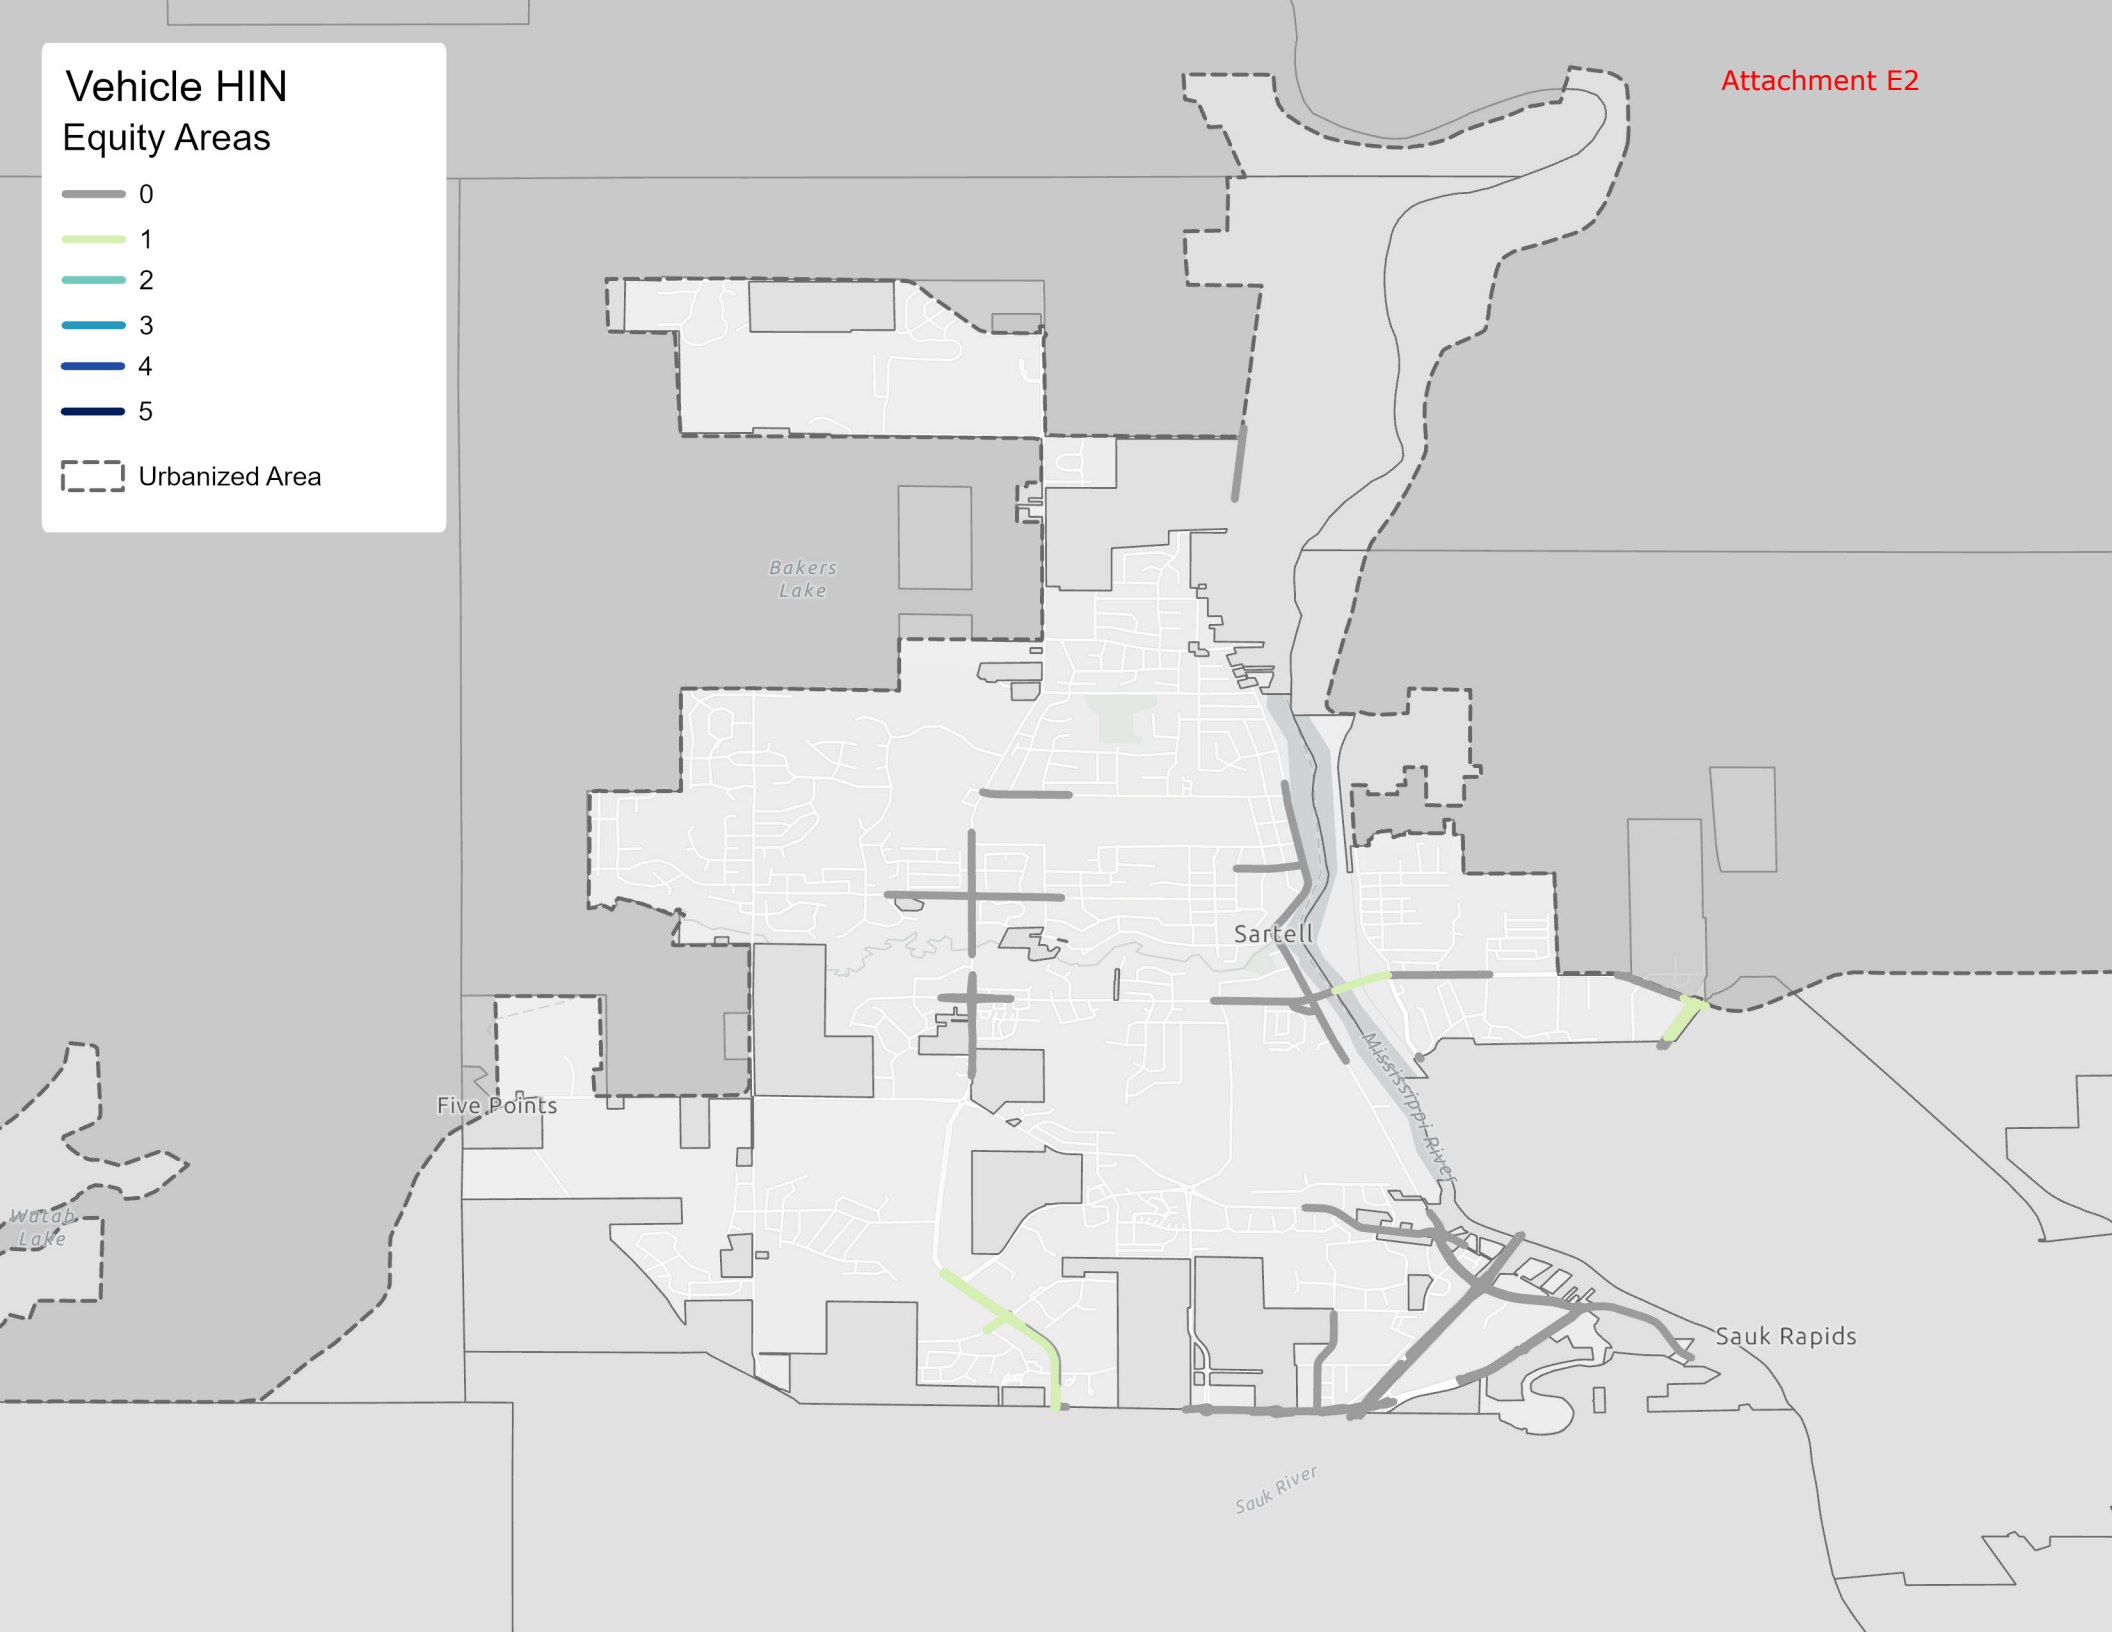 Vehicle HIN
Equity Areas
0
1
2
3
4
5
Urbanized Area
Attachment E2
Bakers
Lake
Sartell
Mississippi River
Five Points
Watab
Lake
Sauk Rapids
Sauk River